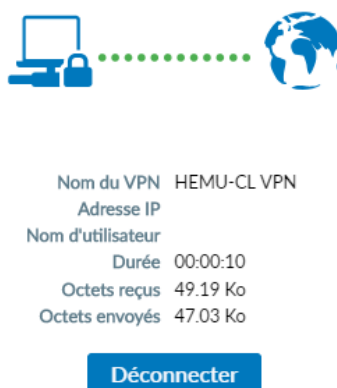 Nom du VPN HEMU-CL VPN
Adresse IP
Nom d'utilisateur
Durée 00:00:10
Octets reçus 49.19 Ko
Octets envoyés 47.03 Ko
Déconnecter